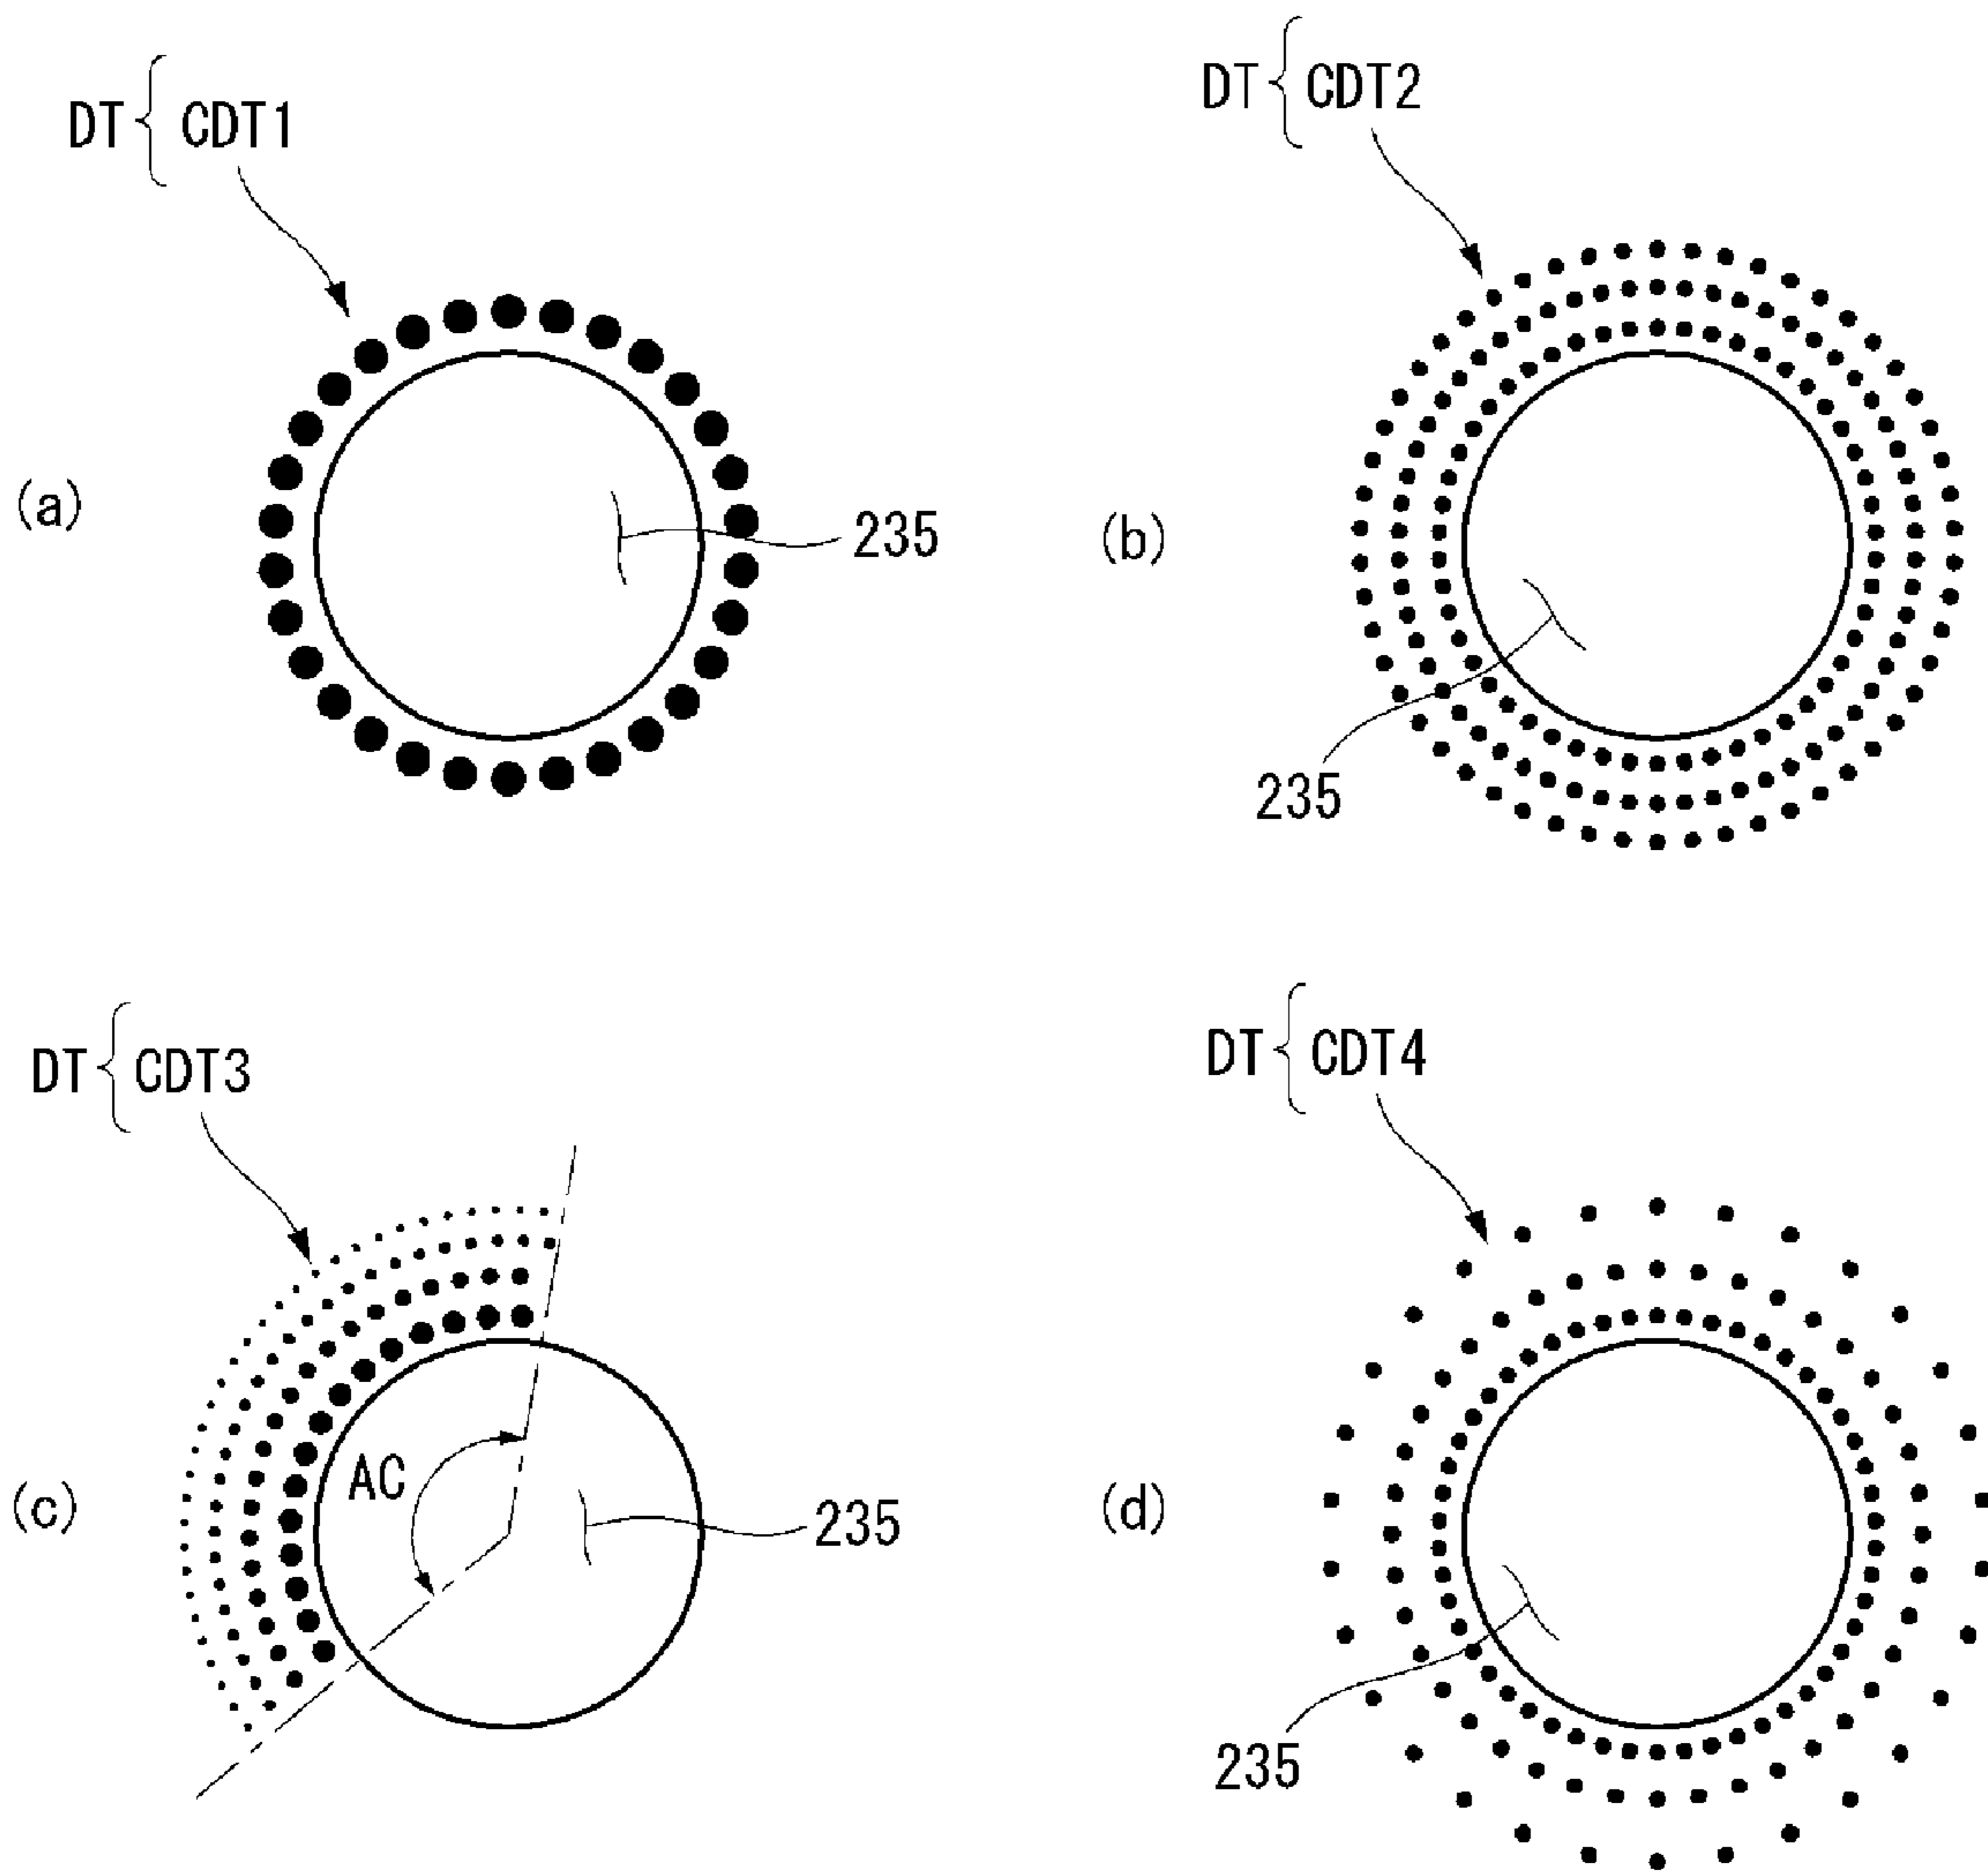 DT { CDT1
(a)
235
DT { CDT2
(b)
235
DT { CDT3
(c)
AC
235
DT { CDT4
(d)
235